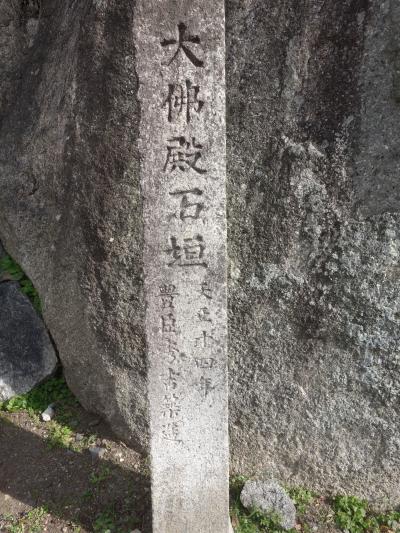 大佛殿石垣
天正十四年
豊臣秀吉築造